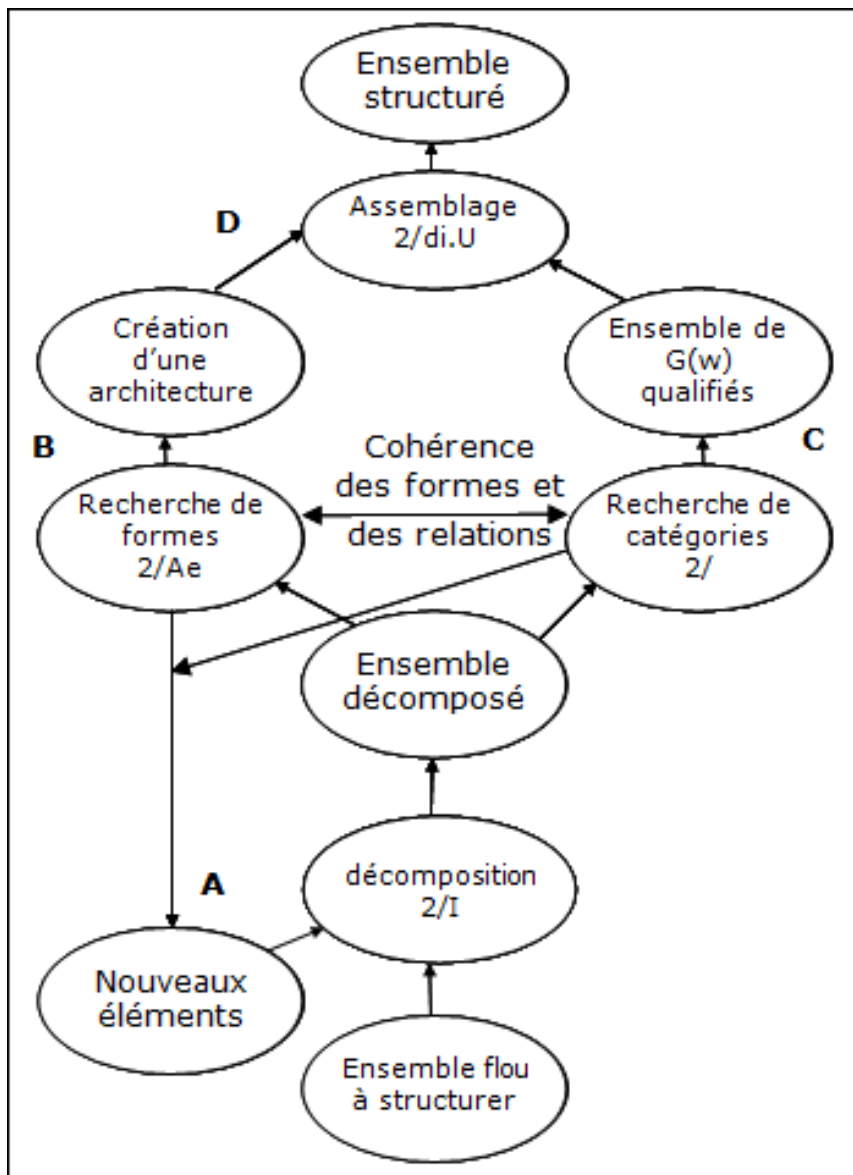 Ensemble
structuré
Assemblage
2/di.U
D
Création
d'une
architecture
Ensemble de
G(w)
qualifiés
B
C
Cohérence
des formes et
des relations
Recherche de
formes
2/Ae
Recherche de
catégories
2/
Ensemble
décomposé
A
décomposition
2/I
Nouveaux
éléments
Ensemble flou
à structurer